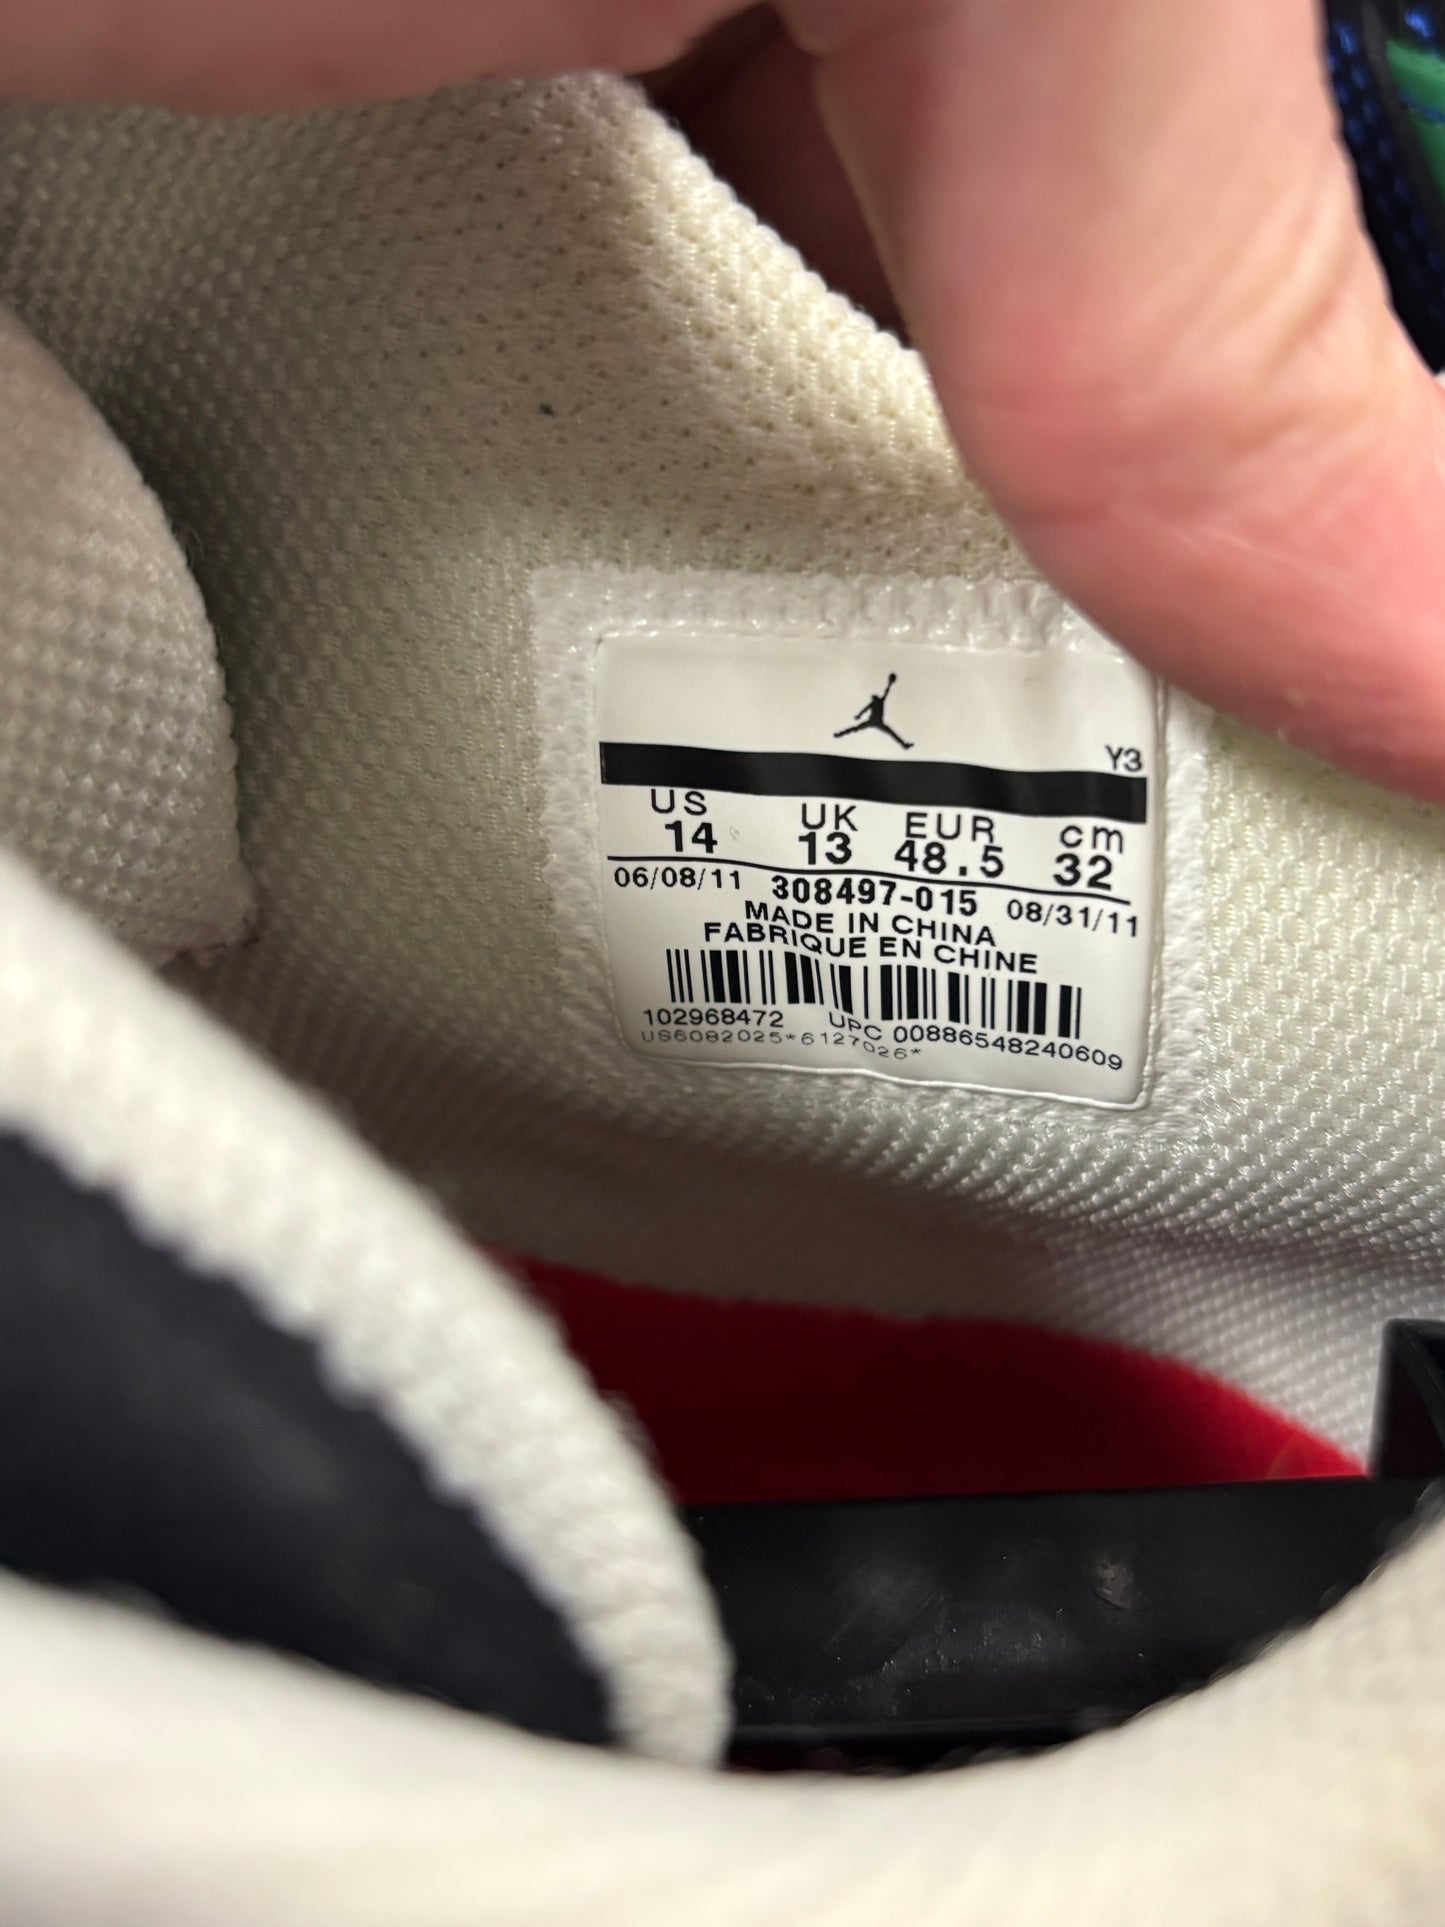 Y3
US UK EUR cm
14 13 48.5 32
06/08/11 308497-015 08/31/11
MADE IN CHINA
FABRIQUE EN CHINE
102968472 UPC 00886548240609
US6082025*6127026*